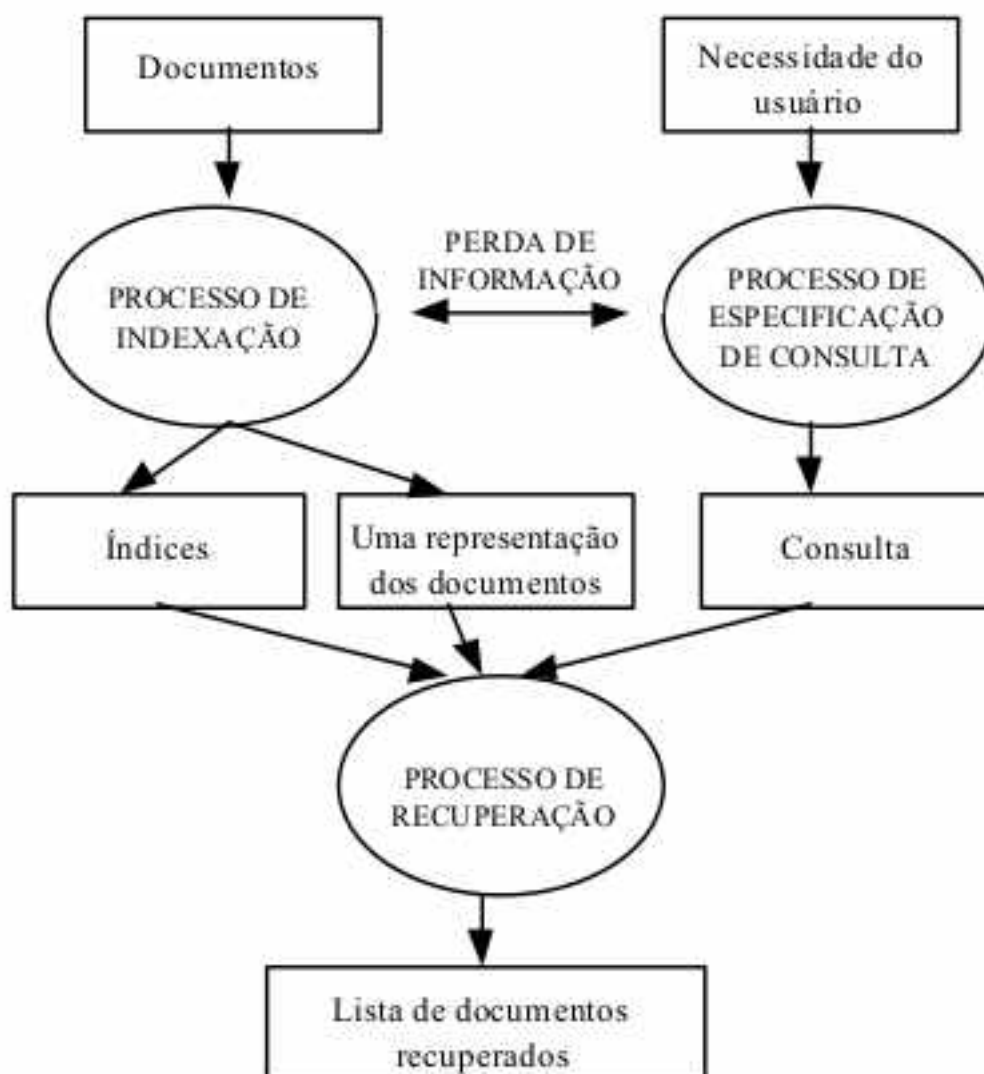 Documentos
Necessidade do
usuário
PERDA DE
INFORMAÇÃO
PROCESSO DE
INDEXAÇÃO
PROCESSO DE
ESPECIFICAÇÃO
DE CONSULTA
Índices
Uma representação
dos documentos
Consulta
PROCESSO DE
RECUPERAÇÃO
Lista de documentos
recuperados